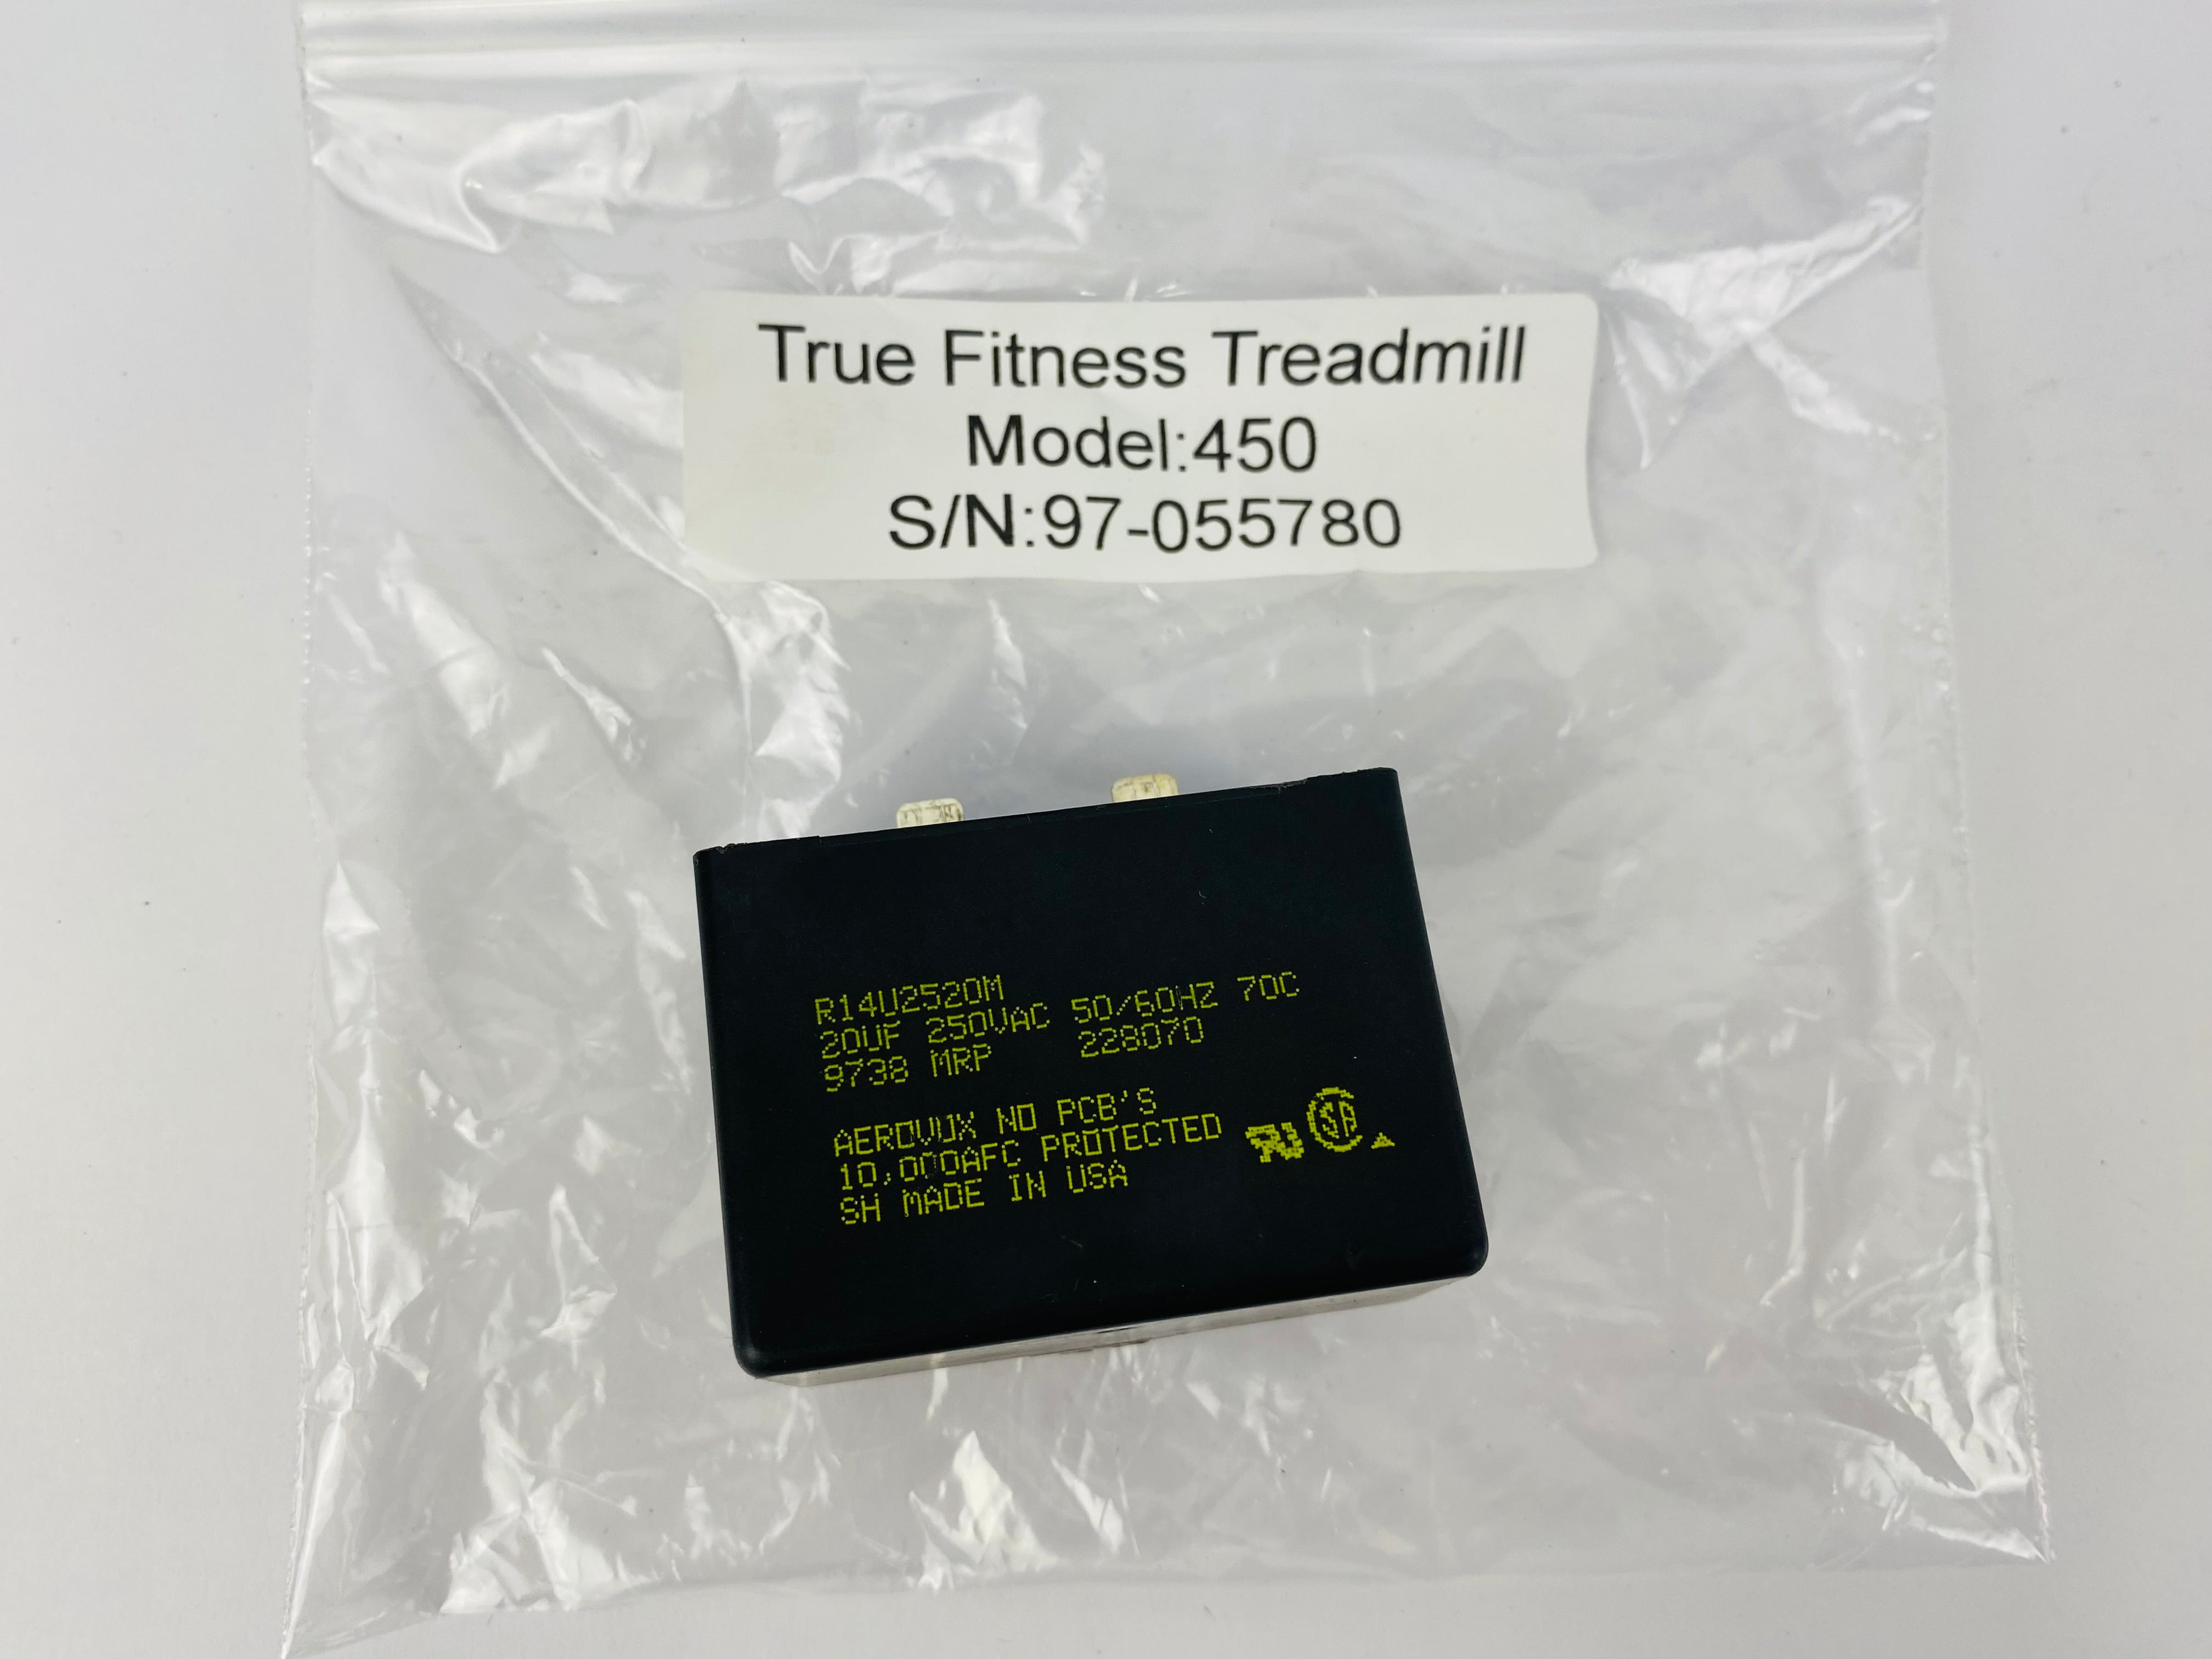 True Fitness Treadmill
Model:450
S/N:97-055780
R14U2520M
20UF 250VAC 50/60HZ 70C
9738 MRP 228070
AEROVOX NO PCB'S
10,000AFC PROTECTED
SH MADE IN USA